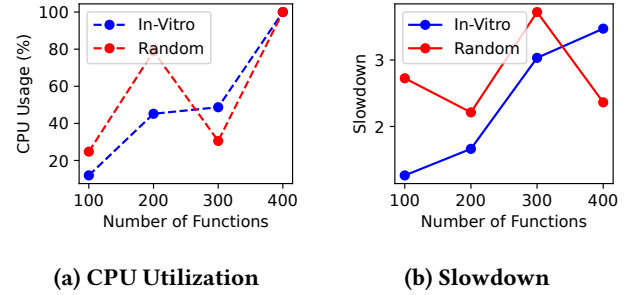 100
80
60
40
20
CPU Usage (%)
In-Vitro
Random
100
200
300
400
Number of Functions
(a) CPU Utilization
3
2
Slowdown
In-Vitro
Random
100
200
300
400
Number of Functions
(b) Slowdown